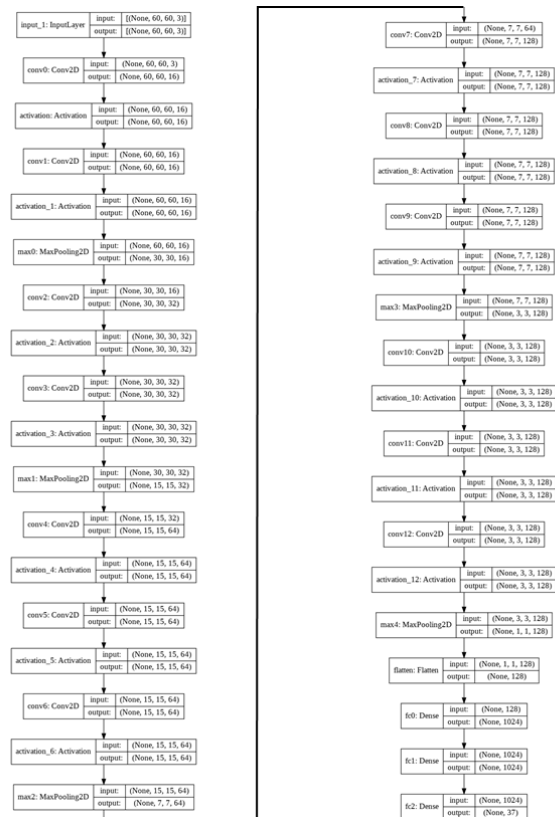 input_1: InputLayer input: [(None, 60, 60, 3)]
output: [(None, 60, 60, 3)]
conv0: Conv2D input: (None, 60, 60, 3)
output: (None, 60, 60, 16)
activation: Activation input: (None, 60, 60, 16)
output: (None, 60, 60, 16)
conv1: Conv2D input: (None, 60, 60, 16)
output: (None, 60, 60, 16)
activation_1: Activation input: (None, 60, 60, 16)
output: (None, 60, 60, 16)
max0: MaxPooling2D input: (None, 60, 60, 16)
output: (None, 30, 30, 16)
conv2: Conv2D input: (None, 30, 30, 16)
output: (None, 30, 30, 32)
activation_2: Activation input: (None, 30, 30, 32)
output: (None, 30, 30, 32)
conv3: Conv2D input: (None, 30, 30, 32)
output: (None, 30, 30, 32)
activation_3: Activation input: (None, 30, 30, 32)
output: (None, 30, 30, 32)
max1: MaxPooling2D input: (None, 30, 30, 32)
output: (None, 15, 15, 32)
conv4: Conv2D input: (None, 15, 15, 32)
output: (None, 15, 15, 64)
activation_4: Activation input: (None, 15, 15, 64)
output: (None, 15, 15, 64)
conv5: Conv2D input: (None, 15, 15, 64)
output: (None, 15, 15, 64)
activation_5: Activation input: (None, 15, 15, 64)
output: (None, 15, 15, 64)
conv6: Conv2D input: (None, 15, 15, 64)
output: (None, 15, 15, 64)
activation_6: Activation input: (None, 15, 15, 64)
output: (None, 15, 15, 64)
max2: MaxPooling2D input: (None, 15, 15, 64)
output: (None, 7, 7, 64)
conv7: Conv2D input: (None, 7, 7, 64)
output: (None, 7, 7, 128)
activation_7: Activation input: (None, 7, 7, 128)
output: (None, 7, 7, 128)
conv8: Conv2D input: (None, 7, 7, 128)
output: (None, 7, 7, 128)
activation_8: Activation input: (None, 7, 7, 128)
output: (None, 7, 7, 128)
conv9: Conv2D input: (None, 7, 7, 128)
output: (None, 7, 7, 128)
activation_9: Activation input: (None, 7, 7, 128)
output: (None, 7, 7, 128)
max3: MaxPooling2D input: (None, 7, 7, 128)
output: (None, 3, 3, 128)
conv10: Conv2D input: (None, 3, 3, 128)
output: (None, 3, 3, 128)
activation_10: Activation input: (None, 3, 3, 128)
output: (None, 3, 3, 128)
conv11: Conv2D input: (None, 3, 3, 128)
output: (None, 3, 3, 128)
activation_11: Activation input: (None, 3, 3, 128)
output: (None, 3, 3, 128)
conv12: Conv2D input: (None, 3, 3, 128)
output: (None, 3, 3, 128)
activation_12: Activation input: (None, 3, 3, 128)
output: (None, 3, 3, 128)
max4: MaxPooling2D input: (None, 3, 3, 128)
output: (None, 1, 1, 128)
flatten: Flatten input: (None, 1, 1, 128)
output: (None, 128)
fc0: Dense input: (None, 128)
output: (None, 1024)
fc1: Dense input: (None, 1024)
output: (None, 1024)
fc2: Dense input: (None, 1024)
output: (None, 37)